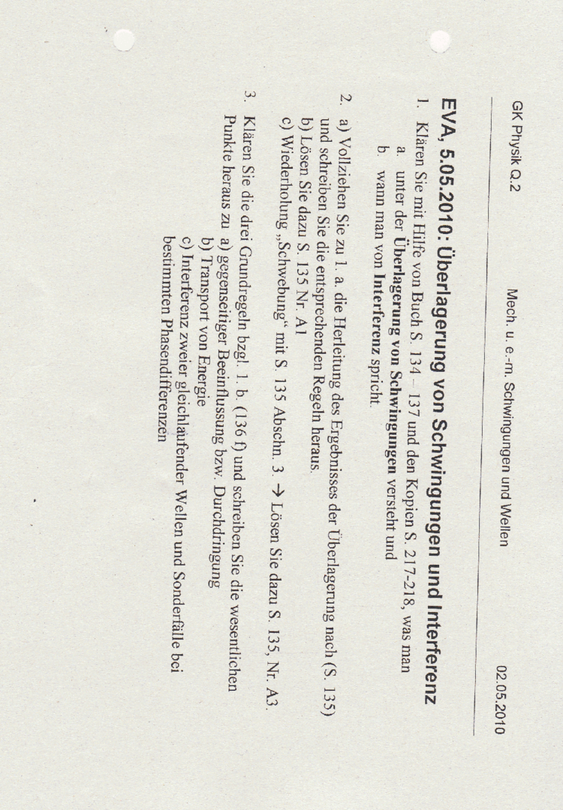 GK Physik Q.2 Mech. u. e.-m. Schwingungen und Wellen 02.05.2010
EVA, 5.05.2010: Überlagerung von Schwingungen und Interferenz
1. Klären Sie mit Hilfe von Buch S. 134 – 137 und den Kopien S. 217-218, was man
a. unter der Überlagerung von Schwingungen versteht und
b. wann man von Interferenz spricht.
2. a) Vollziehen Sie zu 1. a. die Herleitung des Ergebnisses der Überlagerung nach (S. 135)
und schreiben Sie die entsprechenden Regeln heraus.
b) Lösen Sie dazu S. 135 Nr. A1
c) Wiederholung „Schwebung“ mit S. 135 Abschn. 3. → Lösen Sie dazu S. 135, Nr. A3.
3. Klären Sie die drei Grundregeln bzgl. 1. b. (136 f) und schreiben Sie die wesentlichen
Punkte heraus zu a) gegenseitiger Beeinflussung bzw. Durchdringung
b) Transport von Energie
c) Interferenz zweier gleichlaufender Wellen und Sonderfälle bei
bestimmten Phasendifferenzen